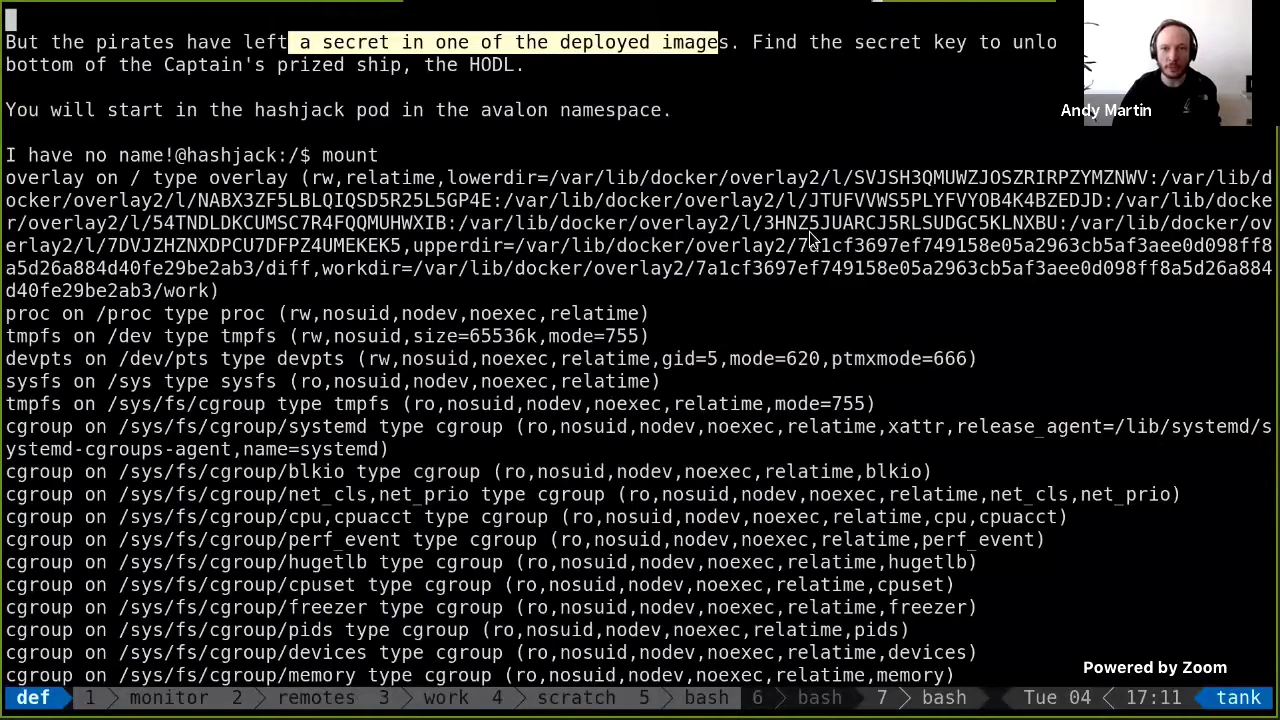 But the pirates have left a secret in one of the deployed images. Find the secret key to unlo
bottom of the Captain's prized ship, the HODL.
You will start in the hashjack pod in the avalon namespace.
Andy Martin
I have no name!@hashjack:/$ mount
overlay on / type overlay (rw,relatime,lowerdir=/var/lib/docker/overlay2/l/SVJSH3QMUWZJOSZRIRPZYMZNWV:/var/lib/d
ocker/overlay2/l/NABX3ZF5LBLQIQSD5R25L5GP4E:/var/lib/docker/overlay2/l/JTUFVVWS5PLYFVYOB4K4BZEDJD:/var/lib/docke
r/overlay2/l/54TNDLDKCUMSC7R4FQQMUHWXIB:/var/lib/docker/overlay2/l/3HNZ5JUARCJ5RLSUDGC5KLNXBU:/var/lib/docker/ov
erlay2/l/7DVJZHZNXDPCU7DFPZ4UMEKEK5,upperdir=/var/lib/docker/overlay2/7a1cf3697ef749158e05a2963cb5af3aee0d098ff8
a5d26a884d40fe29be2ab3/diff,workdir=/var/lib/docker/overlay2/7a1cf3697ef749158e05a2963cb5af3aee0d098ff8a5d26a884
d40fe29be2ab3/work)
proc on /proc type proc (rw,nosuid,nodev,noexec,relatime)
tmpfs on /dev type tmpfs (rw,nosuid,size=65536k,mode=755)
devpts on /dev/pts type devpts (rw,nosuid,noexec,relatime,gid=5,mode=620,ptmxmode=666)
sysfs on /sys type sysfs (ro,nosuid,nodev,noexec,relatime)
tmpfs on /sys/fs/cgroup type tmpfs (ro,nosuid,nodev,noexec,relatime,mode=755)
cgroup on /sys/fs/cgroup/systemd type cgroup (ro,nosuid,nodev,noexec,relatime,xattr,release_agent=/lib/systemd/s
ystemd-cgroups-agent,name=systemd)
cgroup on /sys/fs/cgroup/blkio type cgroup (ro,nosuid,nodev,noexec,relatime,blkio)
cgroup on /sys/fs/cgroup/net_cls,net_prio type cgroup (ro,nosuid,nodev,noexec,relatime,net_cls,net_prio)
cgroup on /sys/fs/cgroup/cpu,cpuacct type cgroup (ro,nosuid,nodev,noexec,relatime,cpu,cpuacct)
cgroup on /sys/fs/cgroup/perf_event type cgroup (ro,nosuid,nodev,noexec,relatime,perf_event)
cgroup on /sys/fs/cgroup/hugetlb type cgroup (ro,nosuid,nodev,noexec,relatime,hugetlb)
cgroup on /sys/fs/cgroup/cpuset type cgroup (ro,nosuid,nodev,noexec,relatime,cpuset)
cgroup on /sys/fs/cgroup/freezer type cgroup (ro,nosuid,nodev,noexec,relatime,freezer)
cgroup on /sys/fs/cgroup/pids type cgroup (ro,nosuid,nodev,noexec,relatime,pids)
cgroup on /sys/fs/cgroup/devices type cgroup (ro,nosuid,nodev,noexec,relatime,devices)
cgroup on /sys/fs/cgroup/memory type cgroup (ro,nosuid,nodev,noexec,relatime,memory)
Powered by Zoom
def 1 monitor 2 remotes 3 work 4 scratch 5 bash 6 bash 7 bash Tue 04 17:11 tank